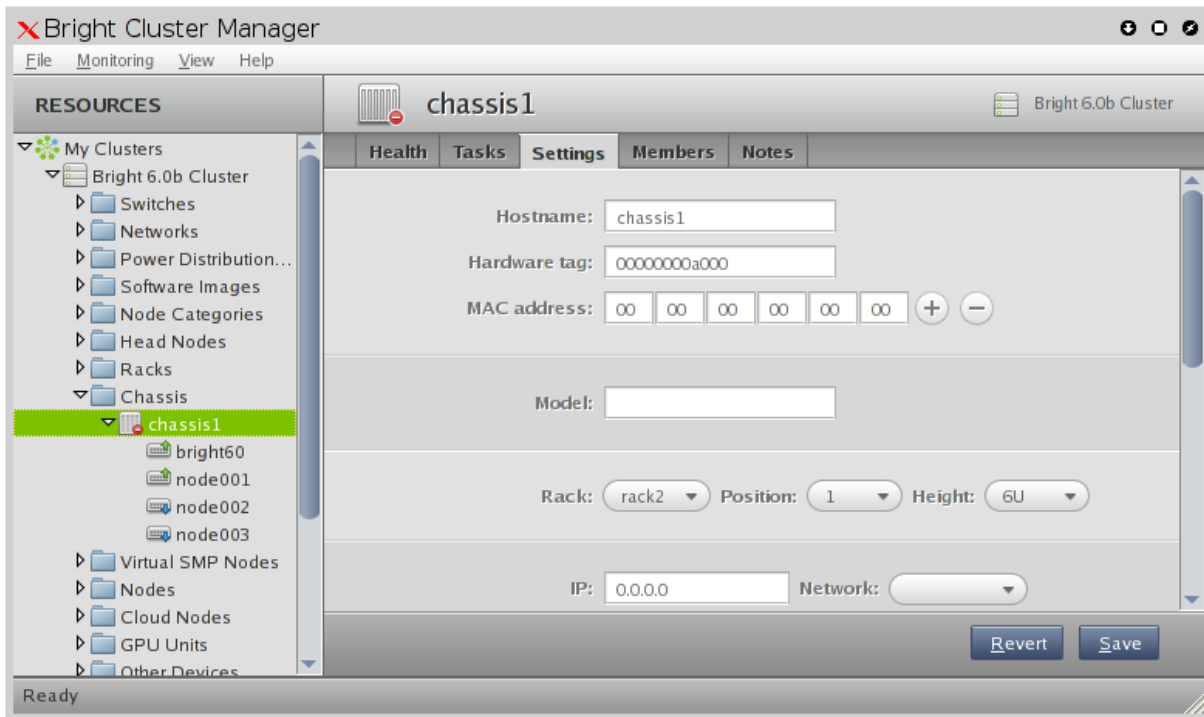 Bright Cluster Manager
File Monitoring View Help
RESOURCES
chassis1
Bright 6.0b Cluster
My Clusters
Bright 6.0b Cluster
Switches
Networks
Power Distribution...
Software Images
Node Categories
Head Nodes
Racks
Chassis
chassis1
bright60
node001
node002
node003
Virtual SMP Nodes
Nodes
Cloud Nodes
GPU Units
Other Devices
Health Tasks Settings Members Notes
Hostname: chassis1
Hardware tag: 00000000a000
MAC address: 00 00 00 00 00 00
Model:
Rack: rack2 Position: 1 Height: 6U
IP: 0.0.0.0 Network:
Revert Save
Ready